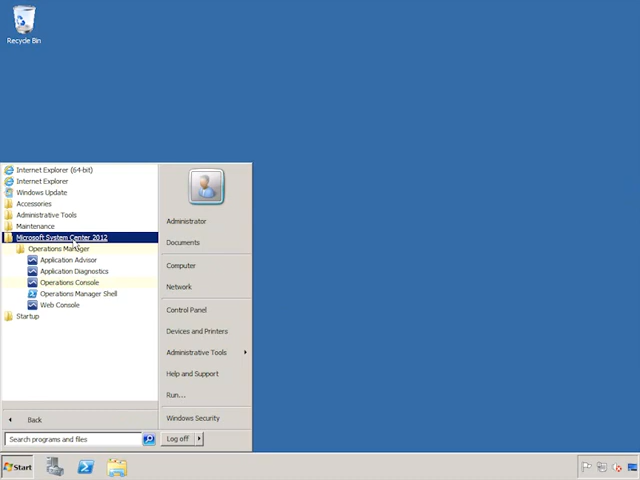 Recycle Bin
Internet Explorer (64-bit)
Internet Explorer
Windows Update
Accessories
Administrative Tools
Maintenance
Microsoft System Center 2012
Operations Manager
Application Advisor
Application Diagnostics
Operations Console
Operations Manager Shell
Web Console
Startup
Back
Search programs and files
Administrator
Documents
Computer
Network
Control Panel
Devices and Printers
Administrative Tools
Help and Support
Run...
Windows Security
Log off
Start